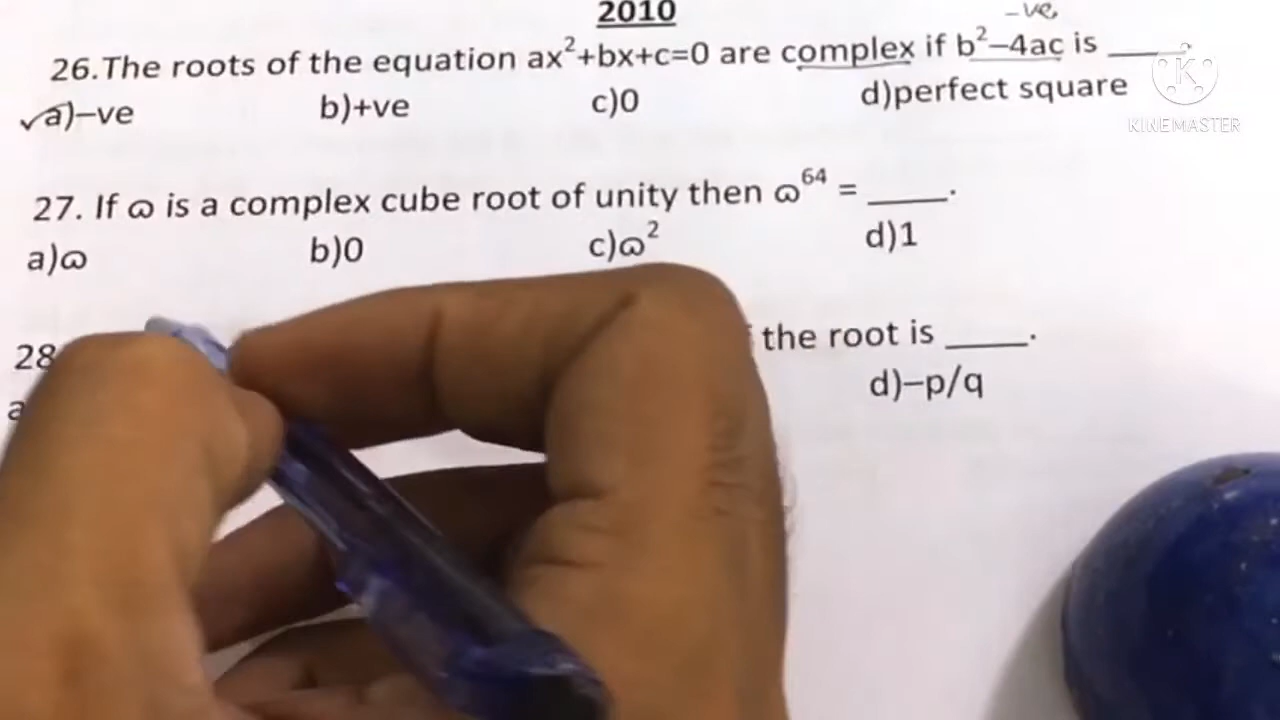 2010
-ve
26.The roots of the equation ax²+bx+c=0 are complex if b²−4ac is ____
a)−ve b)+ve c)0 d)perfect square
K
KINEMASTER
27. If ω is a complex cube root of unity then ω⁶⁴ = ____.
a)ω b)0 c)ω² d)1
28 the root is ____.
a d)−p/q